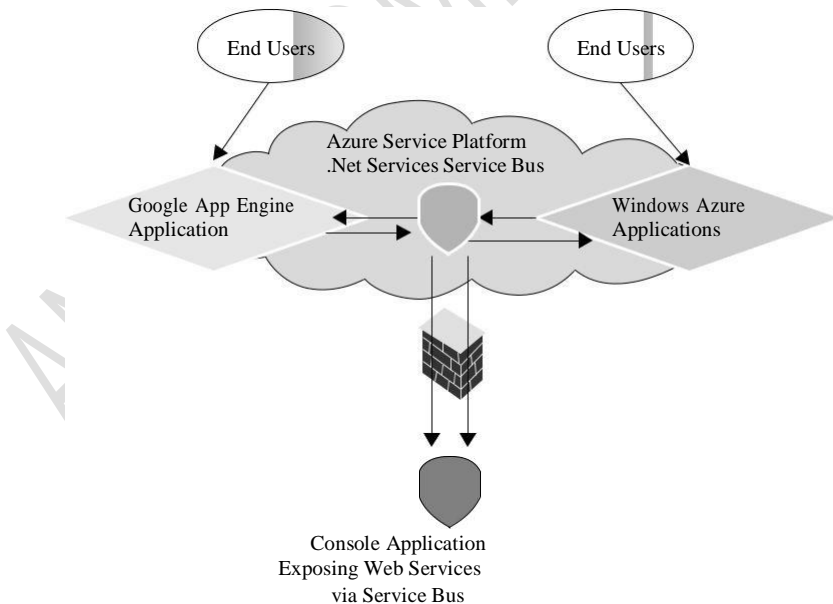 End Users
End Users
Azure Service Platform
.Net Services Service Bus
Google App Engine
Application
Windows Azure
Applications
Console Application
Exposing Web Services
via Service Bus